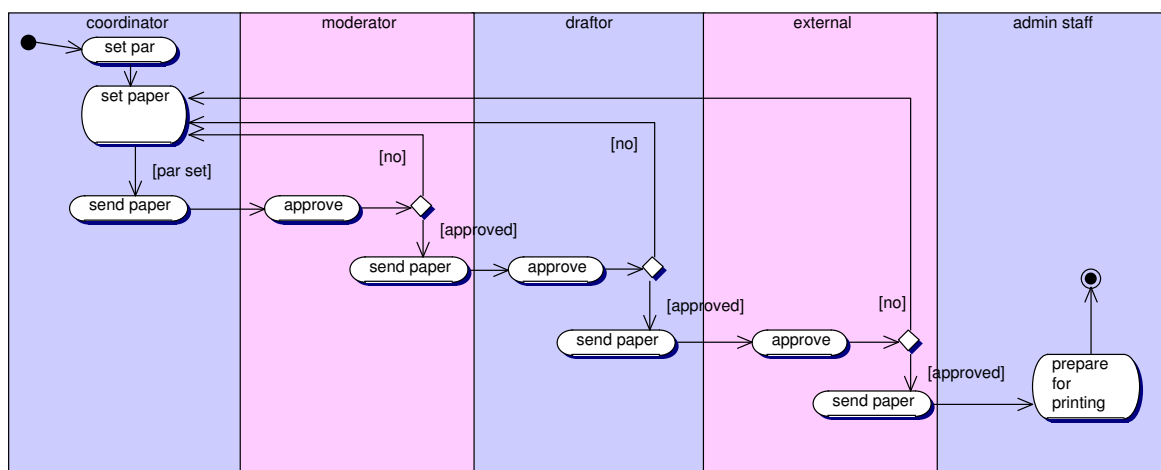 coordinator
moderator
draftor
external
admin staff
set par
set paper
[no]
[no]
[par set]
send paper
approve
[approved]
send paper
approve
[approved]
[no]
send paper
approve
[approved]
send paper
prepare
for
printing